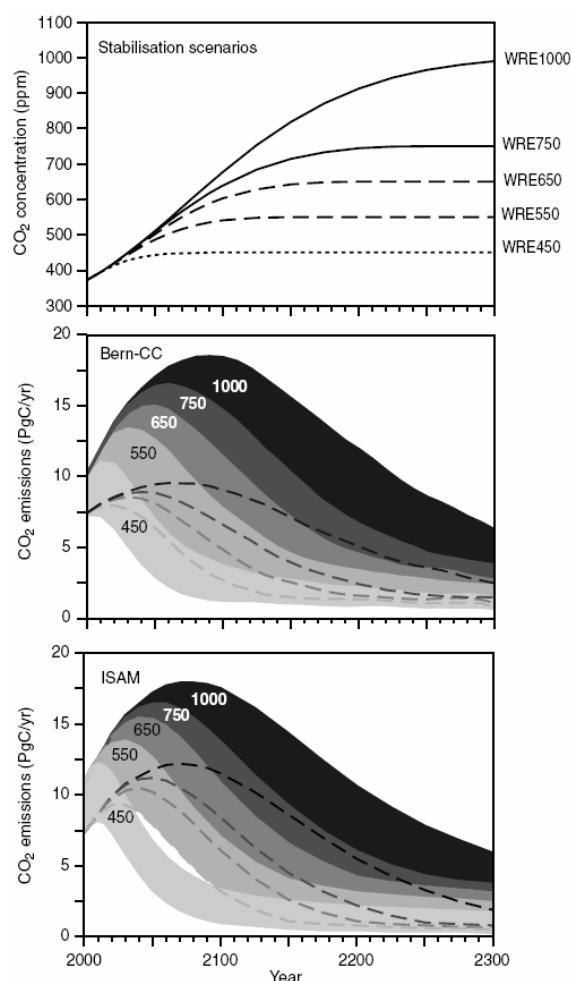 1100
Stabilisation scenarios
1000
WRE1000
900
800
WRE750
700
WRE650
600
WRE550
500
WRE450
400
300
CO₂ concentration (ppm)
20
Bern-CC
1000
15
750
650
10
550
5
450
0
CO₂ emissions (PgC/yr)
20
ISAM
1000
15
750
650
10
550
5
450
0
CO₂ emissions (PgC/yr)
2000 2100 2200 2300
Year